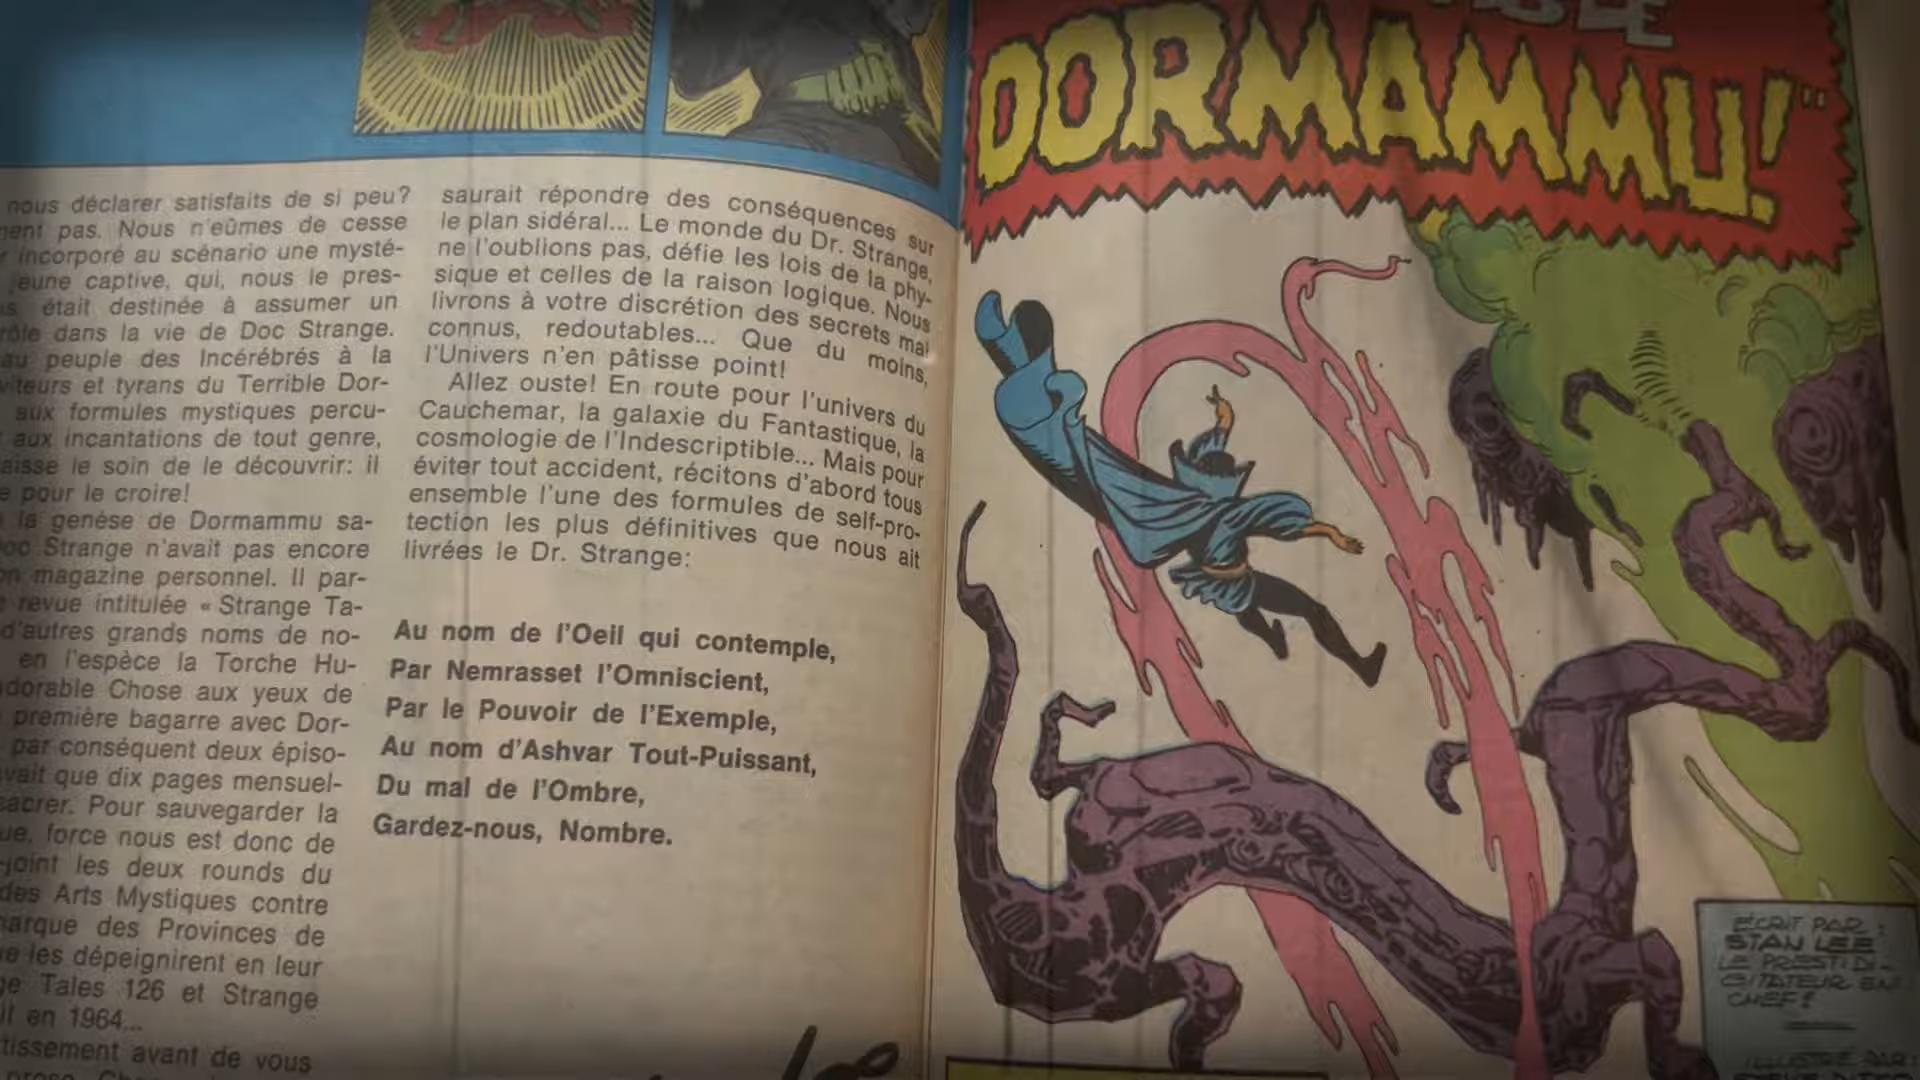 nous déclarer satisfaits de si peu?
pas. Nous n'eûmes de cesse
incorporé au scénario une mysté-
jeune captive, qui, nous le pres-
était destinée à assumer un
rôle dans la vie de Doc Strange.
au peuple des Incérébrés à la
et tyrans du Terrible Dor-
aux formules mystiques percu-
aux incantations de tout genre,
le soin de le découvrir: il
pour le croire!
la genèse de Dormammu sa-
Doc Strange n'avait pas encore
magazine personnel. Il par-
revue intitulée « Strange Ta-
d'autres grands noms de no-
en l'espèce la Torche Hu-
Chose aux yeux de
première bagarre avec Dor-
par conséquent deux épiso-
que dix pages mensuel-
Pour sauvegarder la
force nous est donc de
les deux rounds du
des Arts Mystiques contre
des Provinces de
les dépeignirent en leur
Tales 126 et Strange
en 1964...
avant de vous
saurait répondre des conséquences sur
le plan sidéral... Le monde du Dr. Strange,
ne l'oublions pas, défie les lois de la phy-
sique et celles de la raison logique. Nous
livrons à votre discrétion des secrets mal
connus, redoutables... Que du moins,
l'Univers n'en pâtisse point!
Allez ouste! En route pour l'univers du
Cauchemar, la galaxie du Fantastique, la
cosmologie de l'Indescriptible... Mais pour
éviter tout accident, récitons d'abord tous
ensemble l'une des formules de self-pro-
tection les plus définitives que nous ait
livrées le Dr. Strange:
Au nom de l'Oeil qui contemple,
Par Nemrasset l'Omniscient,
Par le Pouvoir de l'Exemple,
Au nom d'Ashvar Tout-Puissant,
Du mal de l'Ombre,
Gardez-nous, Nombre.
DORMAMMU!"
ÉCRIT PAR:
STAN LEE
LE PRESTIDI-
GITATEUR EN
CHEF!
ILLUSTRÉ PAR: